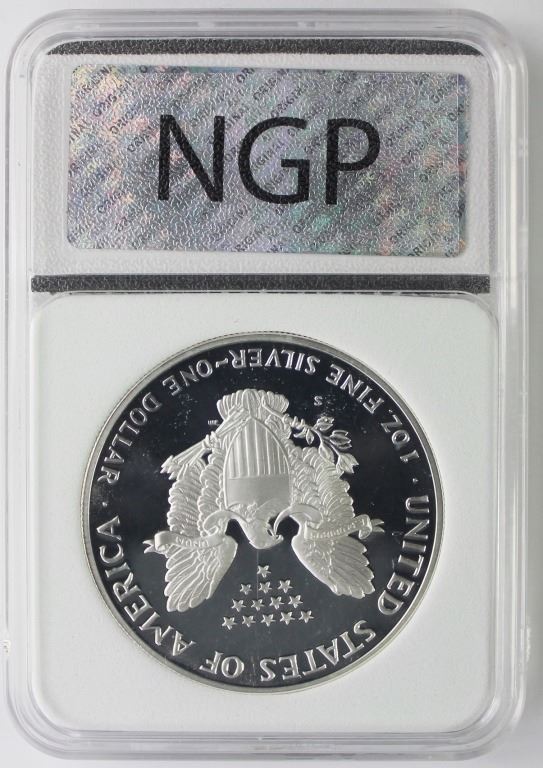 NGP
UNITED STATES OF AMERICA
· 1 OZ. FINE SILVER~ONE DOLLAR ·
S